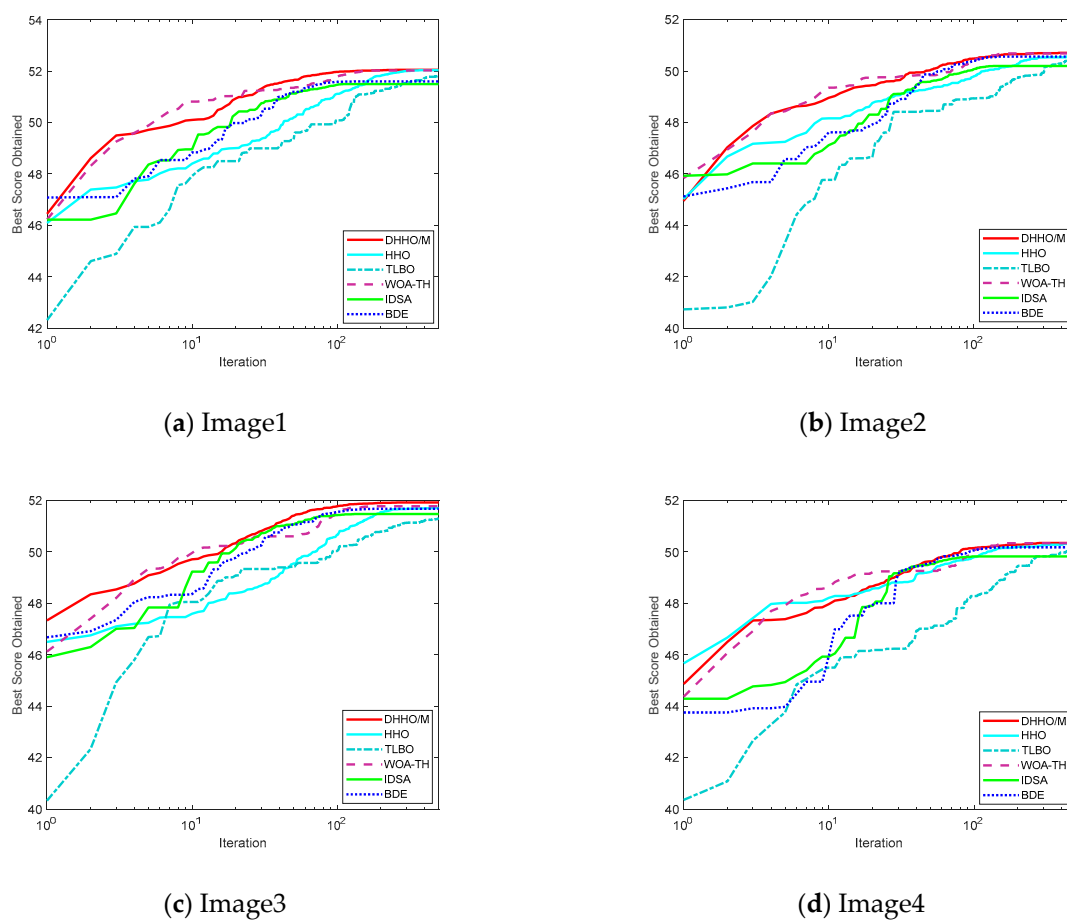 54
52
50
48
46
44
42
Best Score Obtained
10^0
10^1
10^2
Iteration
DHHO/M
HHO
TLBO
WOA-TH
IDSA
BDE
(a) Image1
52
50
48
46
44
42
40
Best Score Obtained
10^0
10^1
10^2
Iteration
DHHO/M
HHO
TLBO
WOA-TH
IDSA
BDE
(b) Image2
52
50
48
46
44
42
40
Best Score Obtained
10^0
10^1
10^2
Iteration
DHHO/M
HHO
TLBO
WOA-TH
IDSA
BDE
(c) Image3
52
50
48
46
44
42
40
Best Score Obtained
10^0
10^1
10^2
Iteration
DHHO/M
HHO
TLBO
WOA-TH
IDSA
BDE
(d) Image4